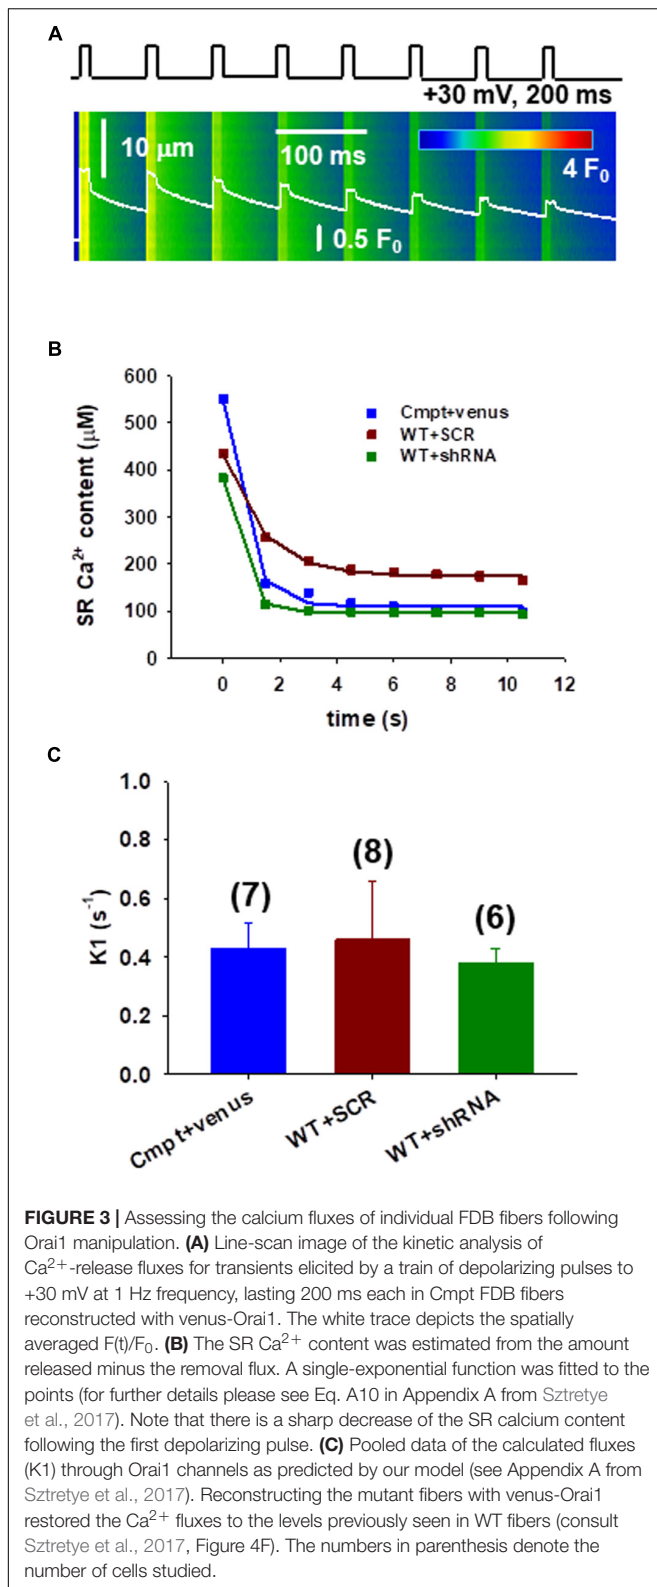 A
+30 mV, 200 ms
10 μm
100 ms
4 F₀
0.5 F₀
B
600
500
400
300
200
100
0
SR Ca²⁺ content (μM)
Cmpt+venus
WT+SCR
WT+shRNA
0 2 4 6 8 10 12
time (s)
C
1.0
0.8
0.6
0.4
0.2
0.0
K1 (s⁻¹)
(7)
(8)
(6)
Cmpt+venus
WT+SCR
WT+shRNA
FIGURE 3 | Assessing the calcium fluxes of individual FDB fibers following
Orai1 manipulation. (A) Line-scan image of the kinetic analysis of
Ca²⁺-release fluxes for transients elicited by a train of depolarizing pulses to
+30 mV at 1 Hz frequency, lasting 200 ms each in Cmpt FDB fibers
reconstructed with venus-Orai1. The white trace depicts the spatially
averaged F(t)/F₀. (B) The SR Ca²⁺ content was estimated from the amount
released minus the removal flux. A single-exponential function was fitted to the
points (for further details please see Eq. A10 in Appendix A from Sztretye
et al., 2017). Note that there is a sharp decrease of the SR calcium content
following the first depolarizing pulse. (C) Pooled data of the calculated fluxes
(K1) through Orai1 channels as predicted by our model (see Appendix A from
Sztretye et al., 2017). Reconstructing the mutant fibers with venus-Orai1
restored the Ca²⁺ fluxes to the levels previously seen in WT fibers (consult
Sztretye et al., 2017, Figure 4F). The numbers in parenthesis denote the
number of cells studied.